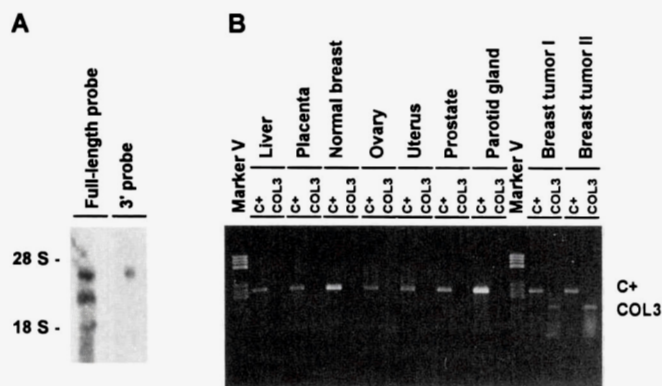 A
Full-length probe
3' probe
28 S -
18 S -
B
Marker V
Liver
Placenta
Normal breast
Ovary
Uterus
Prostate
Parotid gland
Marker V
Breast tumor I
Breast tumor II
C+ COL3 C+ COL3 C+ COL3 C+ COL3 C+ COL3 C+ COL3 C+ COL3 C+ COL3 C+ COL3
C+
COL3